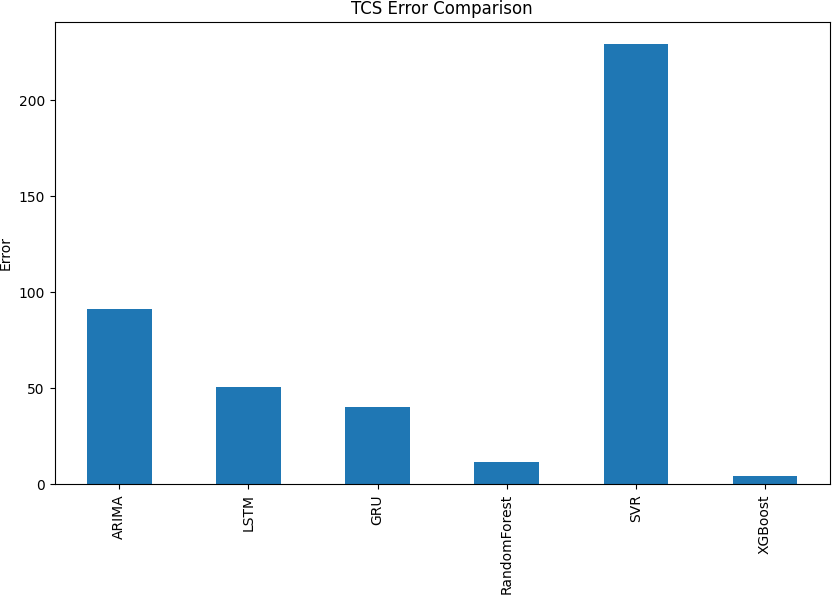 TCS Error Comparison
Error
200
150
100
50
0
ARIMA
LSTM
GRU
RandomForest
SVR
XGBoost